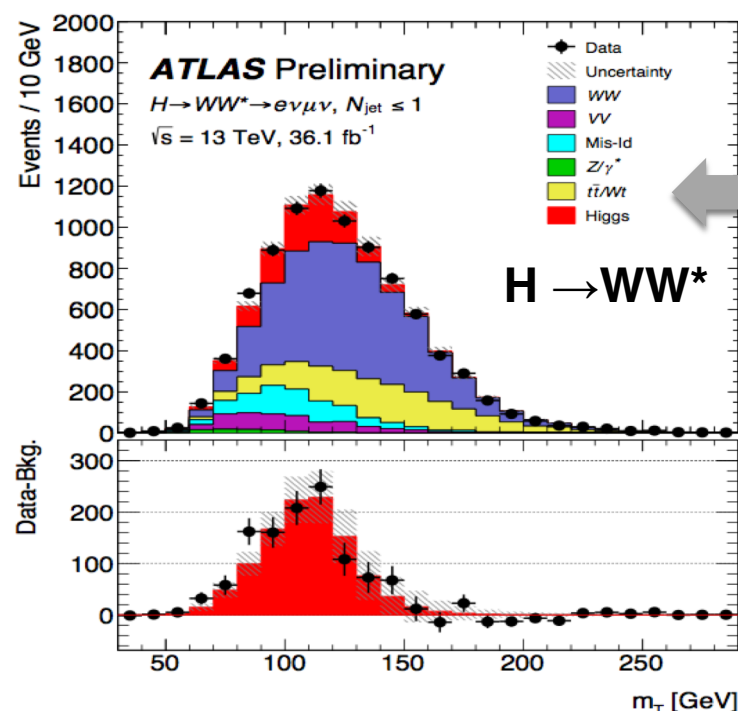 2000
1800
1600
1400
1200
1000
800
600
400
200
0
Events / 10 GeV
ATLAS Preliminary
H→WW*→eνμν, N_jet ≤ 1
√s = 13 TeV, 36.1 fb⁻¹
Data
Uncertainty
WW
VV
Mis-Id
Z/γ*
tt̄/Wt
Higgs
H →WW*
Data-Bkg.
300
200
100
0
50 100 150 200 250
m_T [GeV]